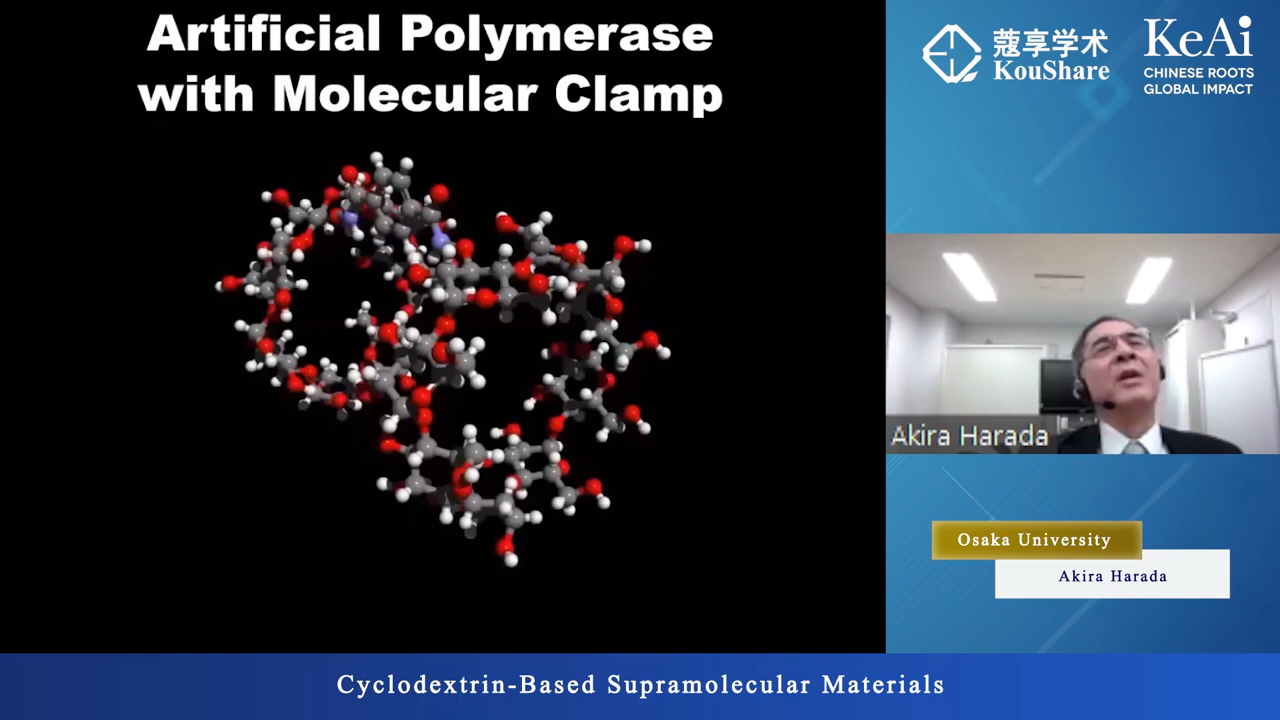 Artificial Polymerase
with Molecular Clamp
蔻享学术
KouShare
KeAi
CHINESE ROOTS
GLOBAL IMPACT
Akira Harada
Osaka University
Akira Harada
Cyclodextrin-Based Supramolecular Materials